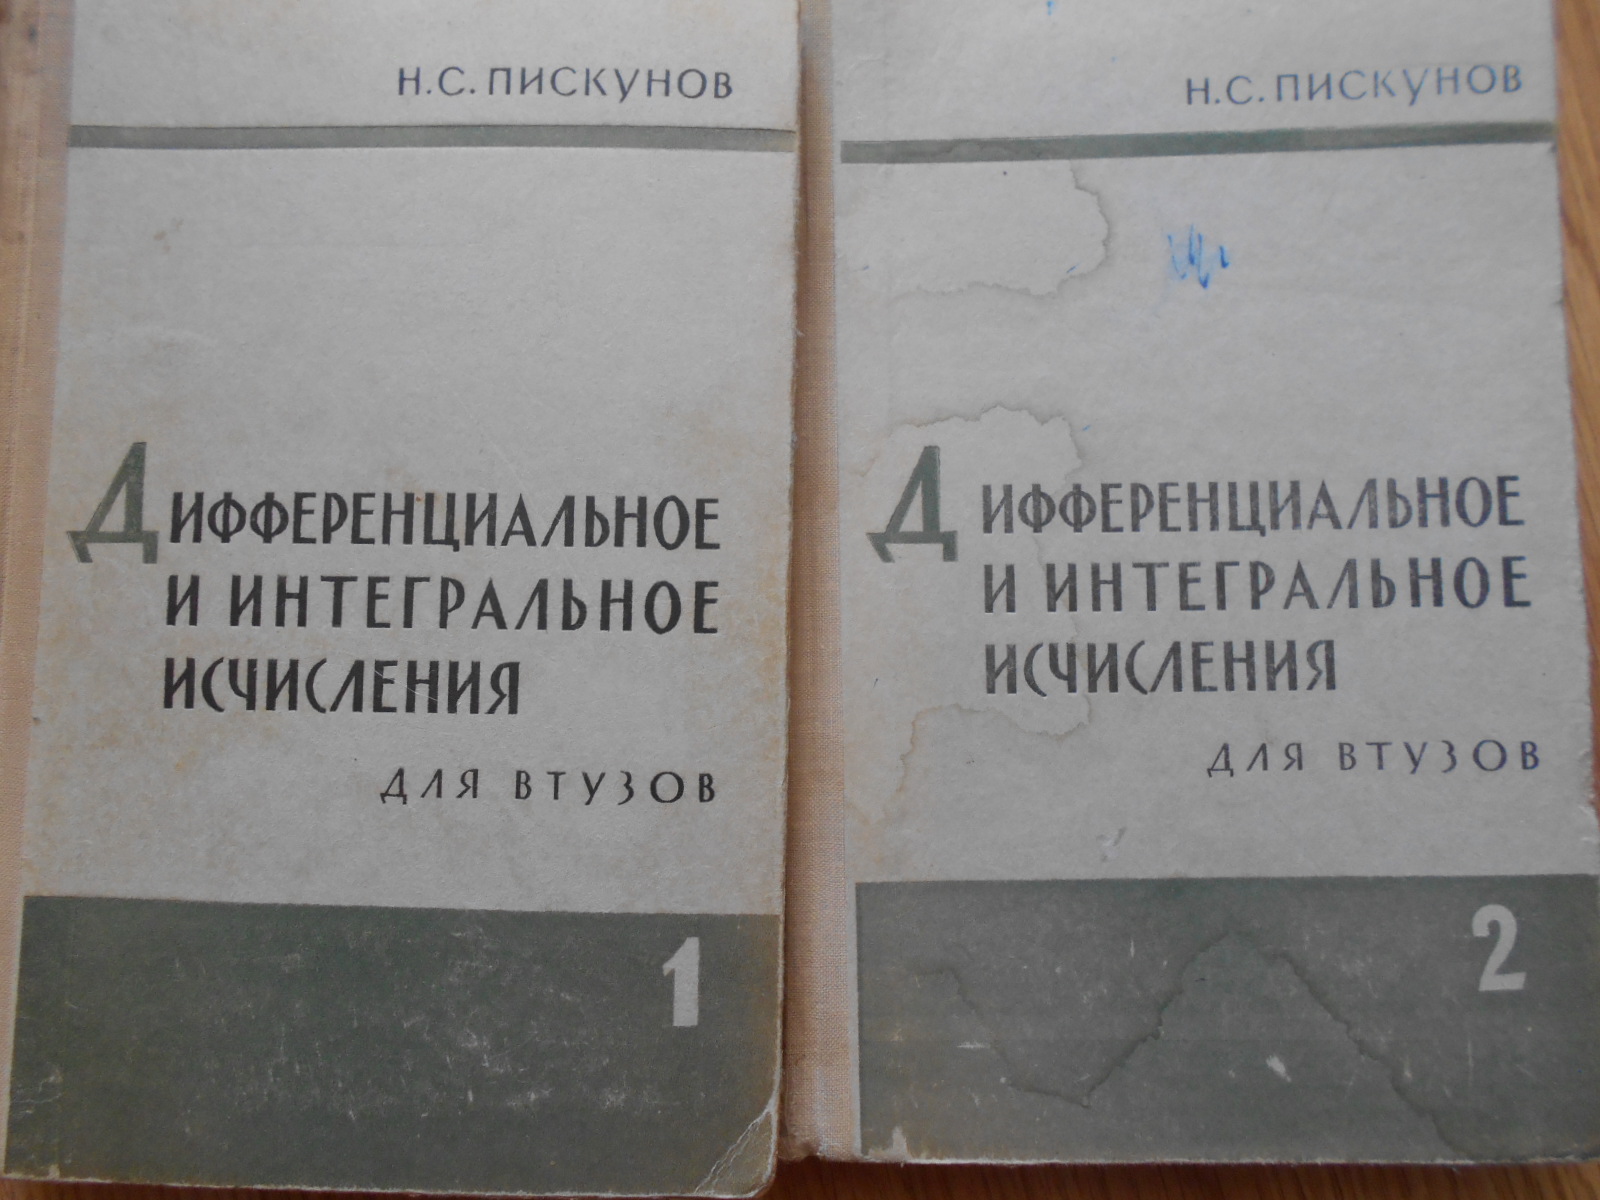 Н.С. ПИСКУНОВ
ДИФФЕРЕНЦИАЛЬНОЕ
И ИНТЕГРАЛЬНОЕ
ИСЧИСЛЕНИЯ
ДЛЯ ВТУЗОВ
1
Н.С. ПИСКУНОВ
ДИФФЕРЕНЦИАЛЬНОЕ
И ИНТЕГРАЛЬНОЕ
ИСЧИСЛЕНИЯ
ДЛЯ ВТУЗОВ
2